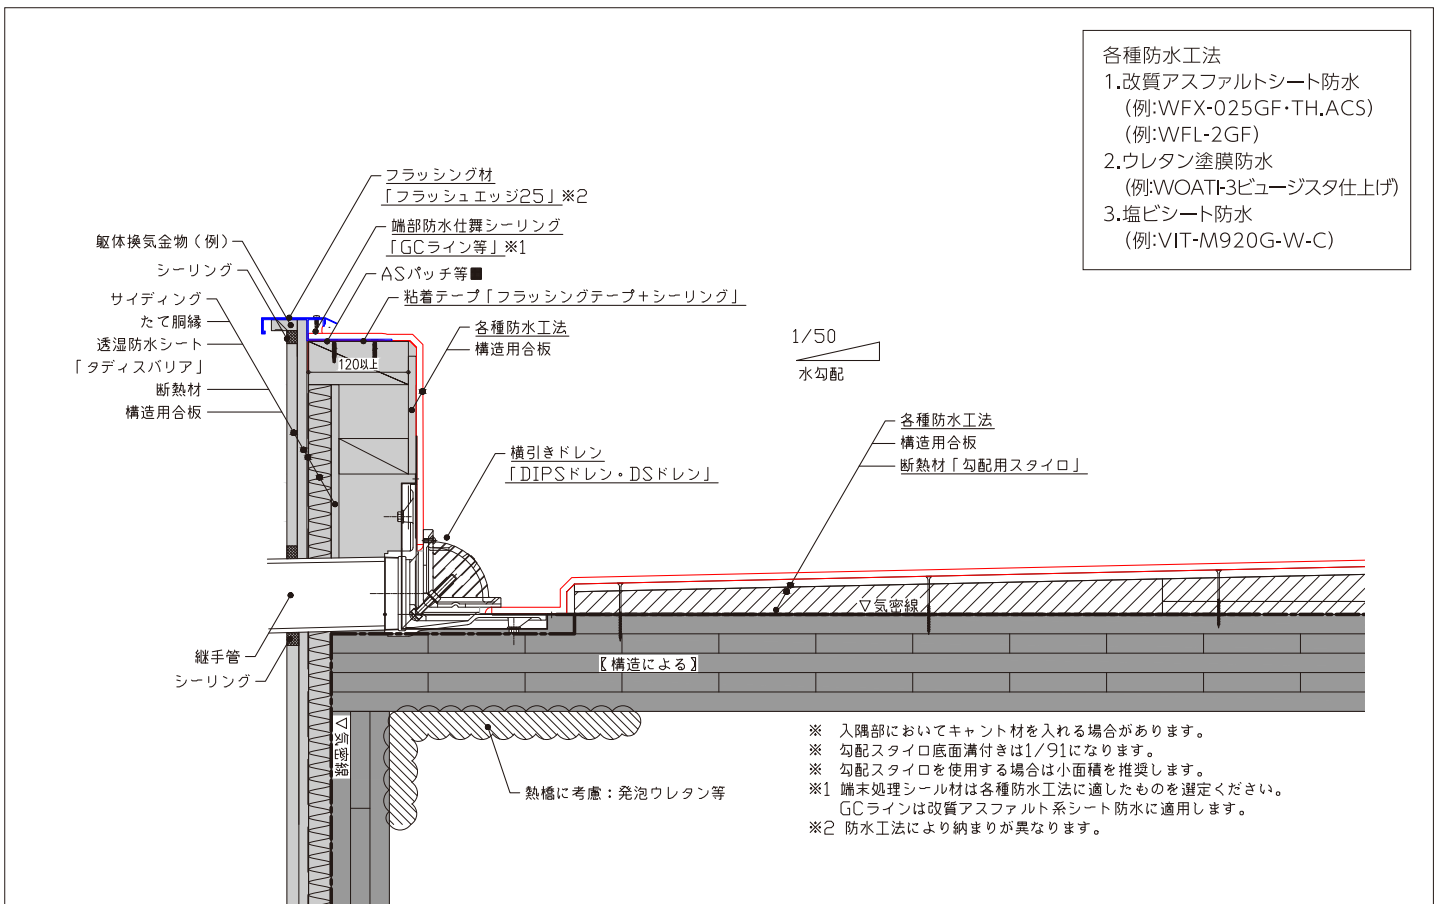 各種防水工法
1.改質アスファルトシート防水
(例:WFX-025GF・TH.ACS)
(例:WFL-2GF)
2.ウレタン塗膜防水
(例:WOATI-3ビュージスタ仕上げ)
3.塩ビシート防水
(例:VIT-M920G-W-C)
フラッシング材
「フラッシュエッジ25」※2
端部防水仕舞シーリング
「GCライン等」※1
ASパッチ等■
粘着テープ「フラッシングテープ+シーリング」
各種防水工法
構造用合板
躯体換気金物(例)
シーリング
サイディング
たて胴縁
透湿防水シート
「タディスバリア」
断熱材
構造用合板
120以上
1/50
水勾配
横引きドレン
「DIPSドレン・DSドレン」
各種防水工法
構造用合板
断熱材「勾配用スタイロ」
▽気密線
継手管
シーリング
【構造による】
▽気密線
熱橋に考慮:発泡ウレタン等
※ 入隅部においてキャント材を入れる場合があります。
※ 勾配スタイロ底面溝付きは1/91になります。
※ 勾配スタイロを使用する場合は小面積を推奨します。
※1 端末処理シール材は各種防水工法に適したものを選定ください。
GCラインは改質アスファルト系シート防水に適用します。
※2 防水工法により納まりが異なります。